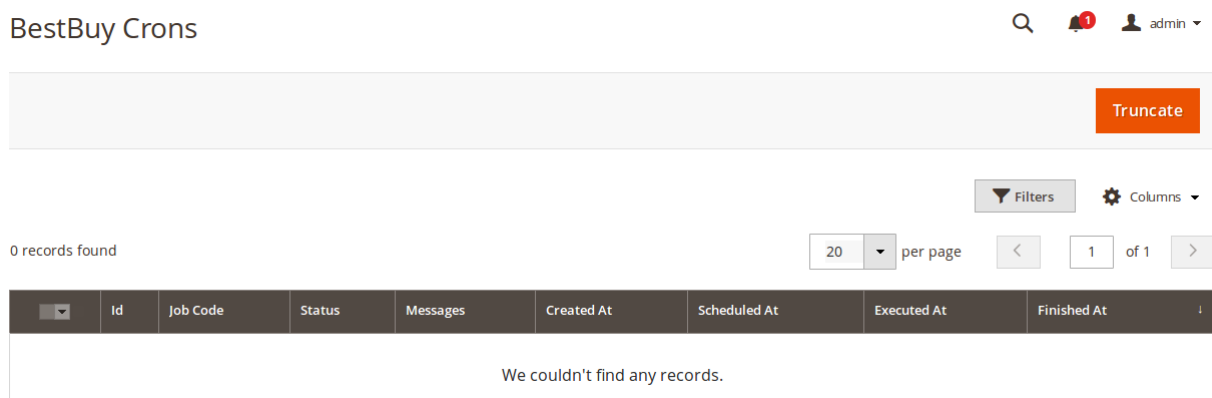 BestBuy Crons
1
admin
Truncate
Filters
Columns
0 records found
20
per page
1
of 1
Id
Job Code
Status
Messages
Created At
Scheduled At
Executed At
Finished At
We couldn't find any records.